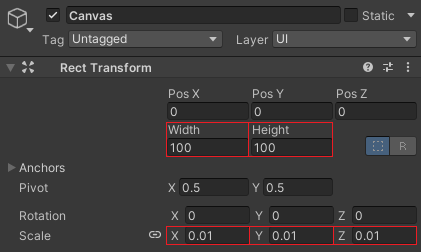 Canvas Static
Tag Untagged Layer UI
Rect Transform
Pos X Pos Y Pos Z
0 0 0
Width Height
100 100 R
Anchors
Pivot X 0.5 Y 0.5
Rotation X 0 Y 0 Z 0
Scale X 0.01 Y 0.01 Z 0.01